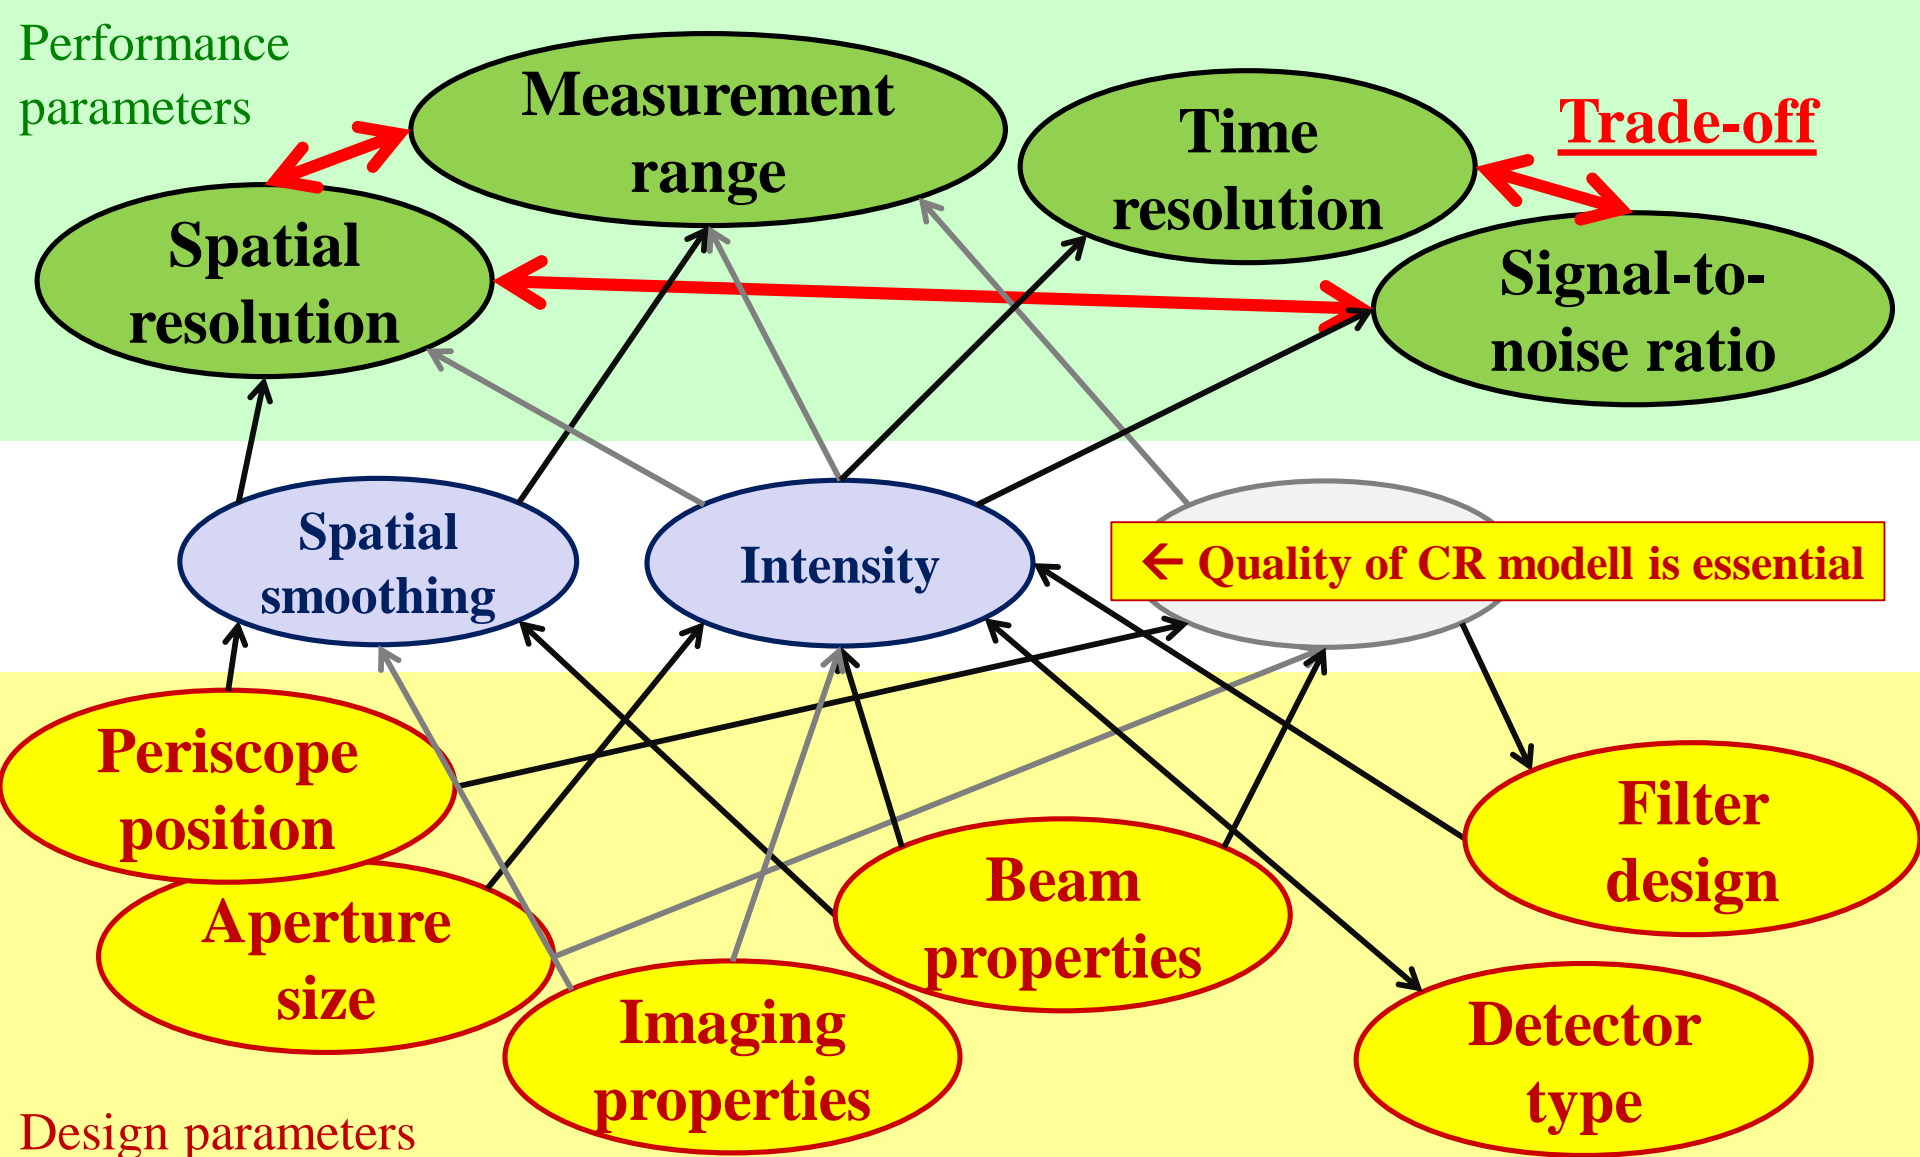 Performance
parameters
Measurement
range
Time
resolution
Trade-off
Spatial
resolution
Signal-to-
noise ratio
Spatial
smoothing
Intensity
← Quality of CR modell is essential
Periscope
position
Aperture
size
Imaging
properties
Beam
properties
Filter
design
Detector
type
Design parameters